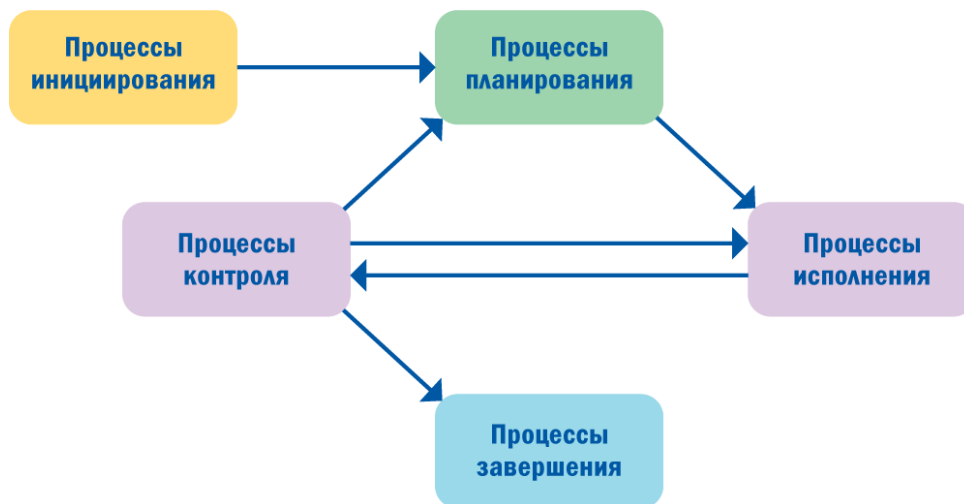 Процессы
инициирования
Процессы
планирования
Процессы
контроля
Процессы
исполнения
Процессы
завершения